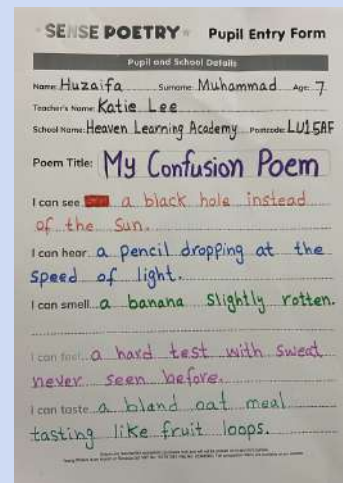 SENSE POETRY Pupil Entry Form
Pupil and School Details
Name: Huzaifa Surname: Muhammad Age: 7
Teacher's Name: Katie Lee
School Name: Heaven Learning Academy Postcode: LU15AF
Poem Title: My Confusion Poem
I can see a black hole instead
of the Sun.
I can hear a pencil dropping at the
speed of light.
I can smell a banana slightly rotten.
I can feel a hard test with sweat
never seen before.
I can taste a bland oat meal
tasting like fruit loops.